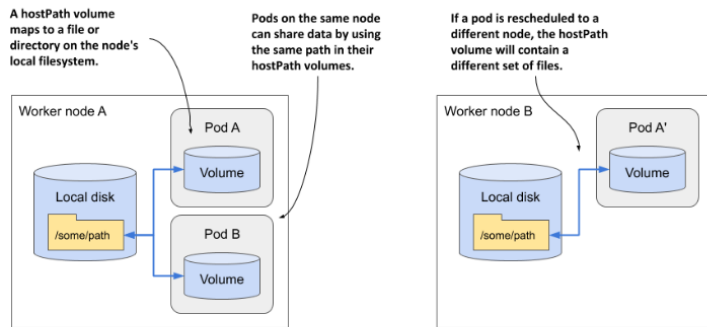 A hostPath volume
maps to a file or
directory on the node's
local filesystem.
Pods on the same node
can share data by using
the same path in their
hostPath volumes.
If a pod is rescheduled to a
different node, the hostPath
volume will contain a
different set of files.
Worker node A
Pod A
Volume
Local disk
/some/path
Pod B
Volume
Worker node B
Pod A'
Volume
Local disk
/some/path